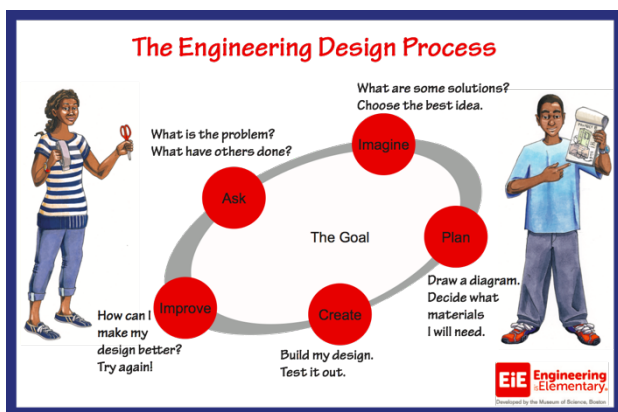 The Engineering Design Process
What are some solutions?
Choose the best idea.
Imagine
What is the problem?
What have others done?
Ask
The Goal
Plan
Draw a diagram.
Decide what
materials
I will need.
Create
Build my design.
Test it out.
Improve
How can I
make my
design better?
Try again!
EiE
Engineering
is Elementary.
Developed by the Museum of Science, Boston